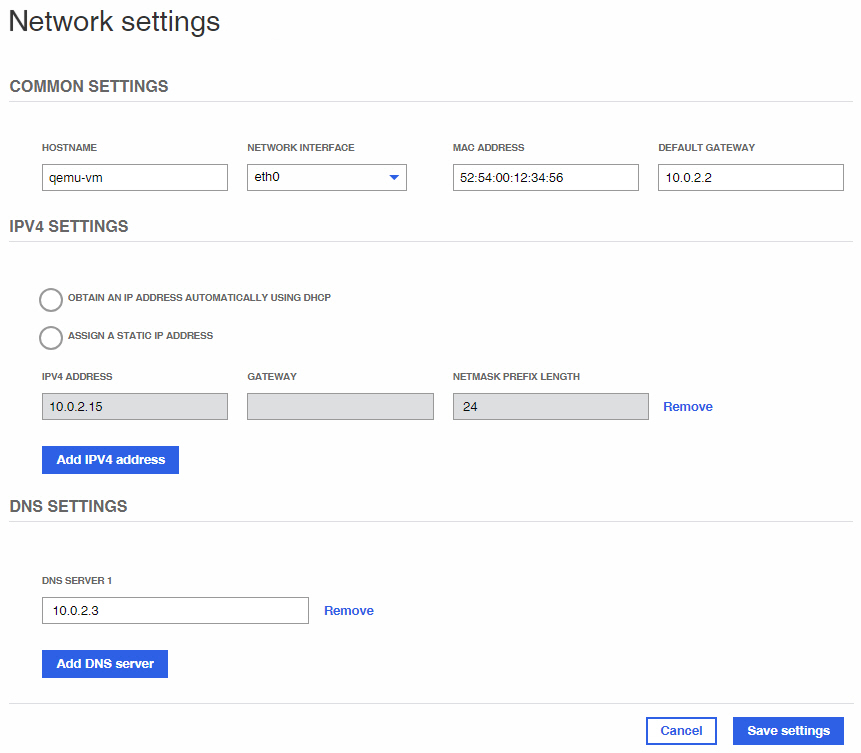 Network settings
COMMON SETTINGS
HOSTNAME NETWORK INTERFACE MAC ADDRESS DEFAULT GATEWAY
qemu-vm eth0 52:54:00:12:34:56 10.0.2.2
IPV4 SETTINGS
OBTAIN AN IP ADDRESS AUTOMATICALLY USING DHCP
ASSIGN A STATIC IP ADDRESS
IPV4 ADDRESS GATEWAY NETMASK PREFIX LENGTH
10.0.2.15 24 Remove
Add IPV4 address
DNS SETTINGS
DNS SERVER 1
10.0.2.3 Remove
Add DNS server
Cancel Save settings